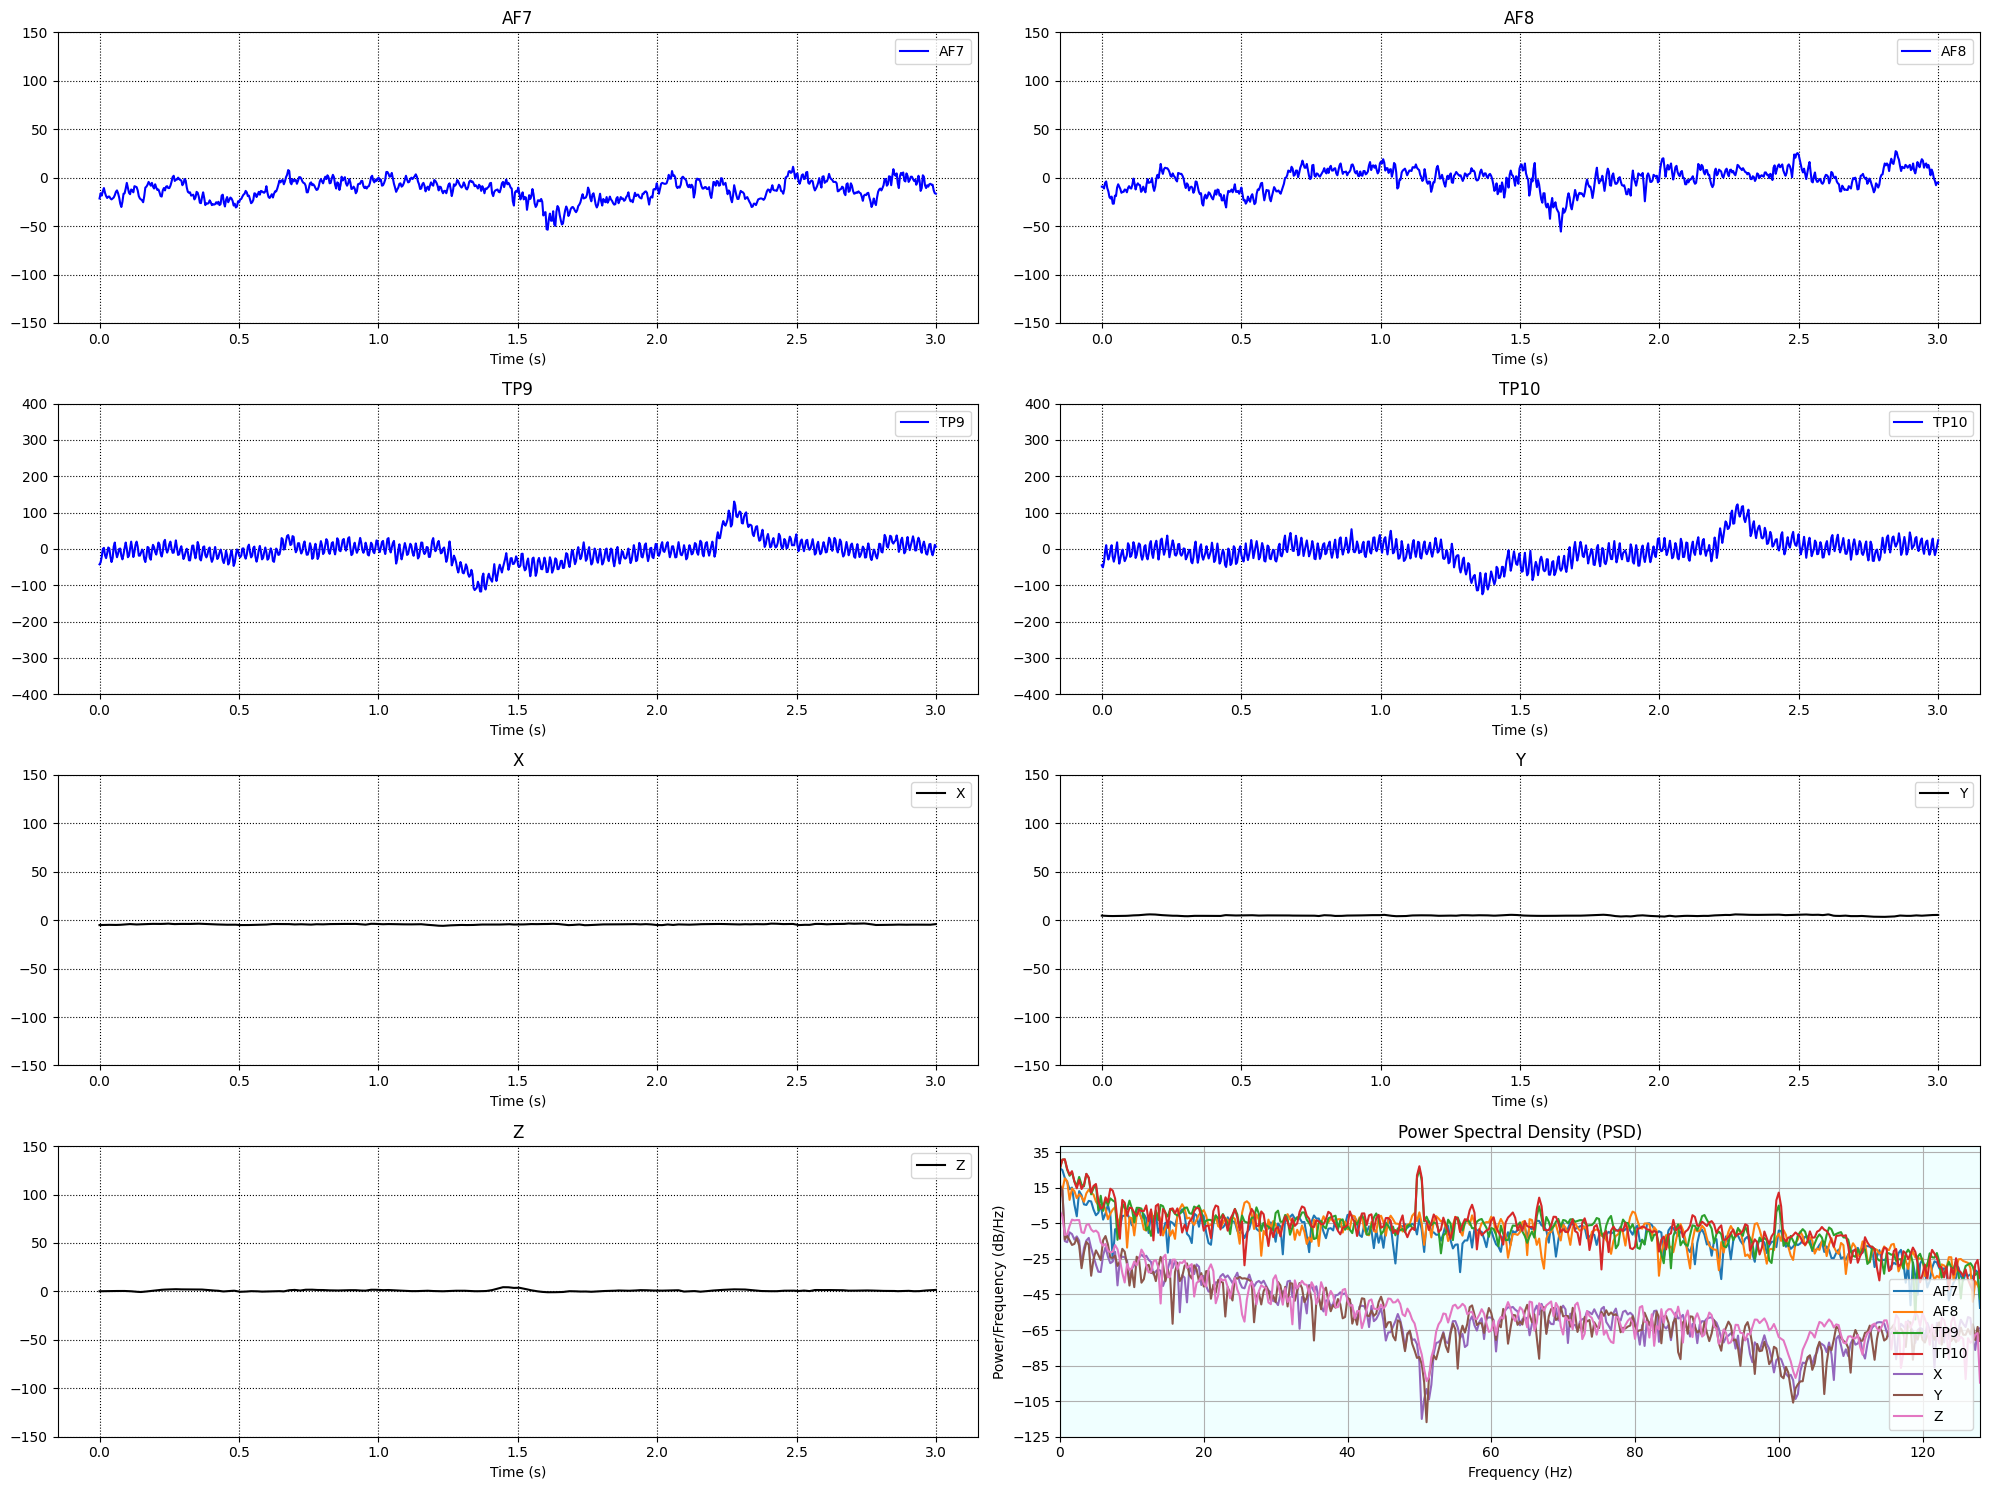 AF7
150
100
50
0
−50
−100
−150
AF7
0.0 0.5 1.0 1.5 2.0 2.5 3.0
Time (s)
AF8
150
100
50
0
−50
−100
−150
AF8
0.0 0.5 1.0 1.5 2.0 2.5 3.0
Time (s)
TP9
400
300
200
100
0
−100
−200
−300
−400
TP9
0.0 0.5 1.0 1.5 2.0 2.5 3.0
Time (s)
TP10
400
300
200
100
0
−100
−200
−300
−400
TP10
0.0 0.5 1.0 1.5 2.0 2.5 3.0
Time (s)
X
150
100
50
0
−50
−100
−150
X
0.0 0.5 1.0 1.5 2.0 2.5 3.0
Time (s)
Y
150
100
50
0
−50
−100
−150
Y
0.0 0.5 1.0 1.5 2.0 2.5 3.0
Time (s)
Z
150
100
50
0
−50
−100
−150
Z
0.0 0.5 1.0 1.5 2.0 2.5 3.0
Time (s)
Power Spectral Density (PSD)
Power/Frequency (dB/Hz)
35
15
−5
−25
−45
−65
−85
−105
−125
AF7
AF8
TP9
TP10
X
Y
Z
0 20 40 60 80 100 120
Frequency (Hz)